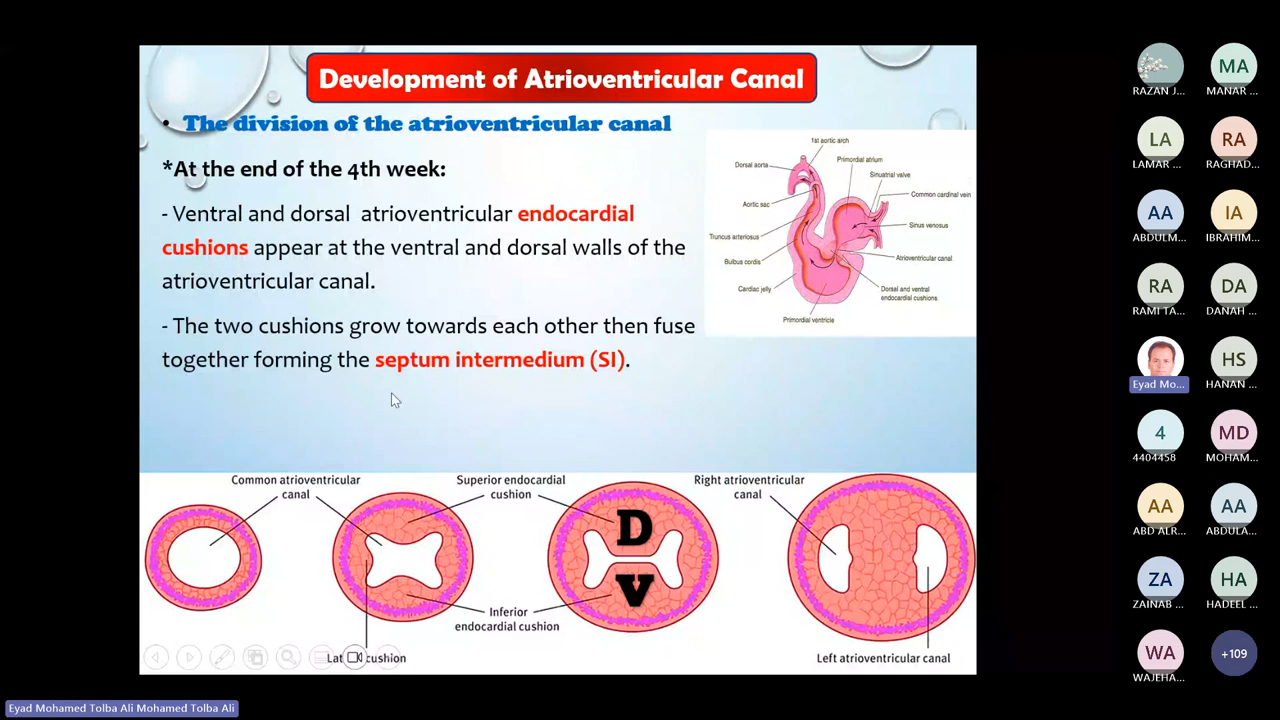 Development of Atrioventricular Canal
• The division of the atrioventricular canal
*At the end of the 4th week:
- Ventral and dorsal atrioventricular endocardial
cushions appear at the ventral and dorsal walls of the
atrioventricular canal.
- The two cushions grow towards each other then fuse
together forming the septum intermedium (SI).
1st aortic arch
Dorsal aorta
Primordial atrium
Sinuatrial valve
Common cardinal vein
Aortic sac
Sinus venosus
Truncus arteriosus
Atrioventricular canal
Bulbus cordis
Cardiac jelly
Dorsal and ventral
endocardial cushions
Primordial ventricle
Common atrioventricular
canal
Superior endocardial
cushion
Right atrioventricular
canal
D
V
Inferior
endocardial cushion
Lat cushion
Left atrioventricular canal
RAZAN J...
MA
MANAR ...
LA
LAMAR ...
RA
RAGHAD...
AA
ABDULM...
IA
IBRAHIM...
RA
RAMI TA...
DA
DANAH ...
Eyad Mo...
HS
HANAN ...
4
4404458
MD
MOHAM...
AA
ABD ALR...
AA
ABDULA...
ZA
ZAINAB ...
HA
HADEEL ...
WA
WAJEHA...
+109
Eyad Mohamed Tolba Ali Mohamed Tolba Ali